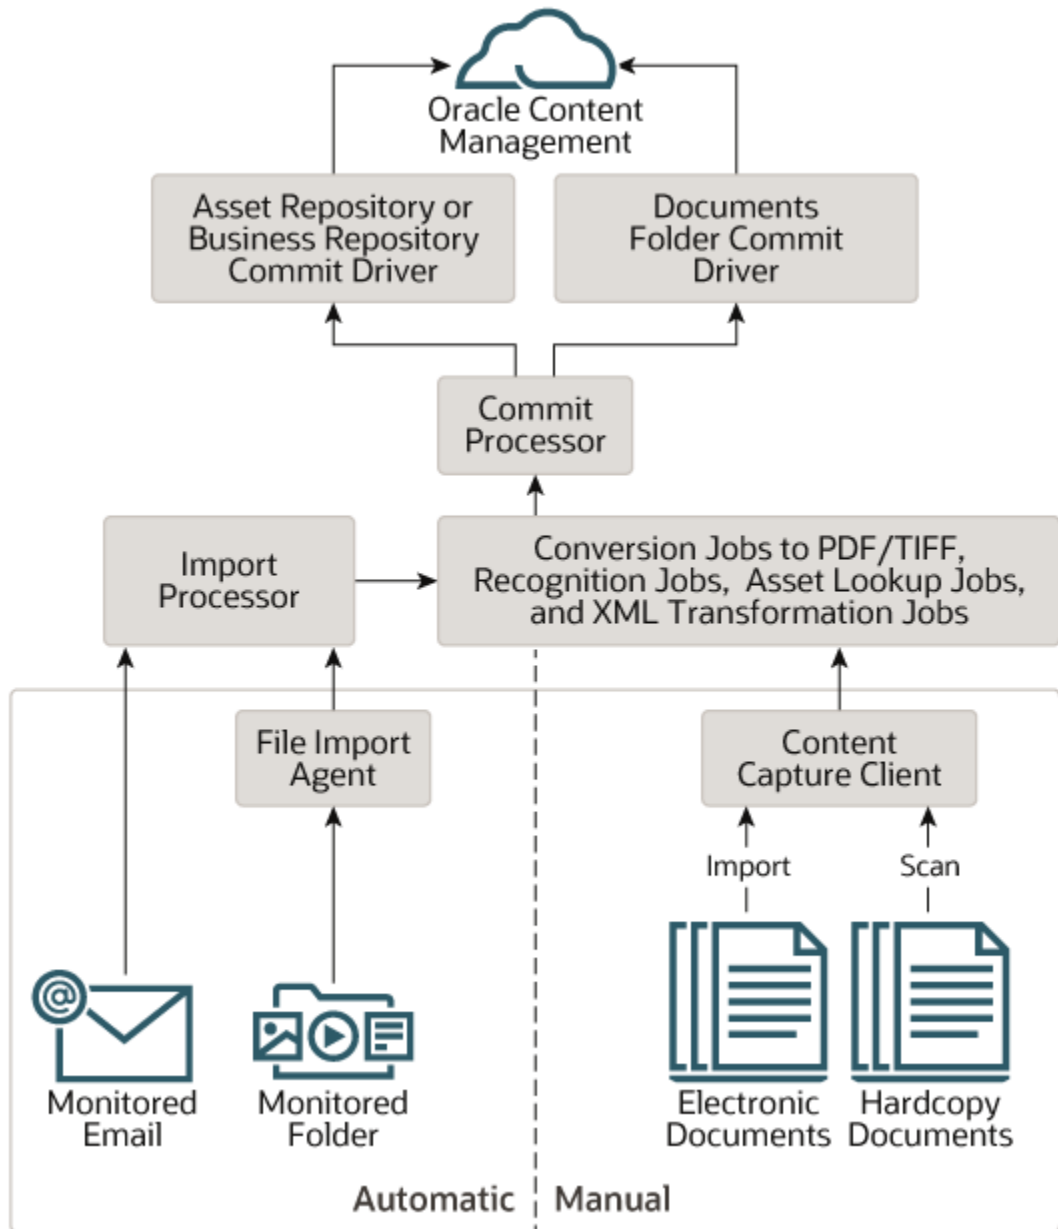 Oracle Content
Management
Asset Repository or
Business Repository
Commit Driver
Documents
Folder Commit
Driver
Commit
Processor
Import
Processor
Conversion Jobs to PDF/TIFF,
Recognition Jobs, Asset Lookup Jobs,
and XML Transformation Jobs
File Import
Agent
Content
Capture Client
Import
Scan
@
Monitored
Email
Monitored
Folder
Electronic
Documents
Hardcopy
Documents
Automatic
Manual